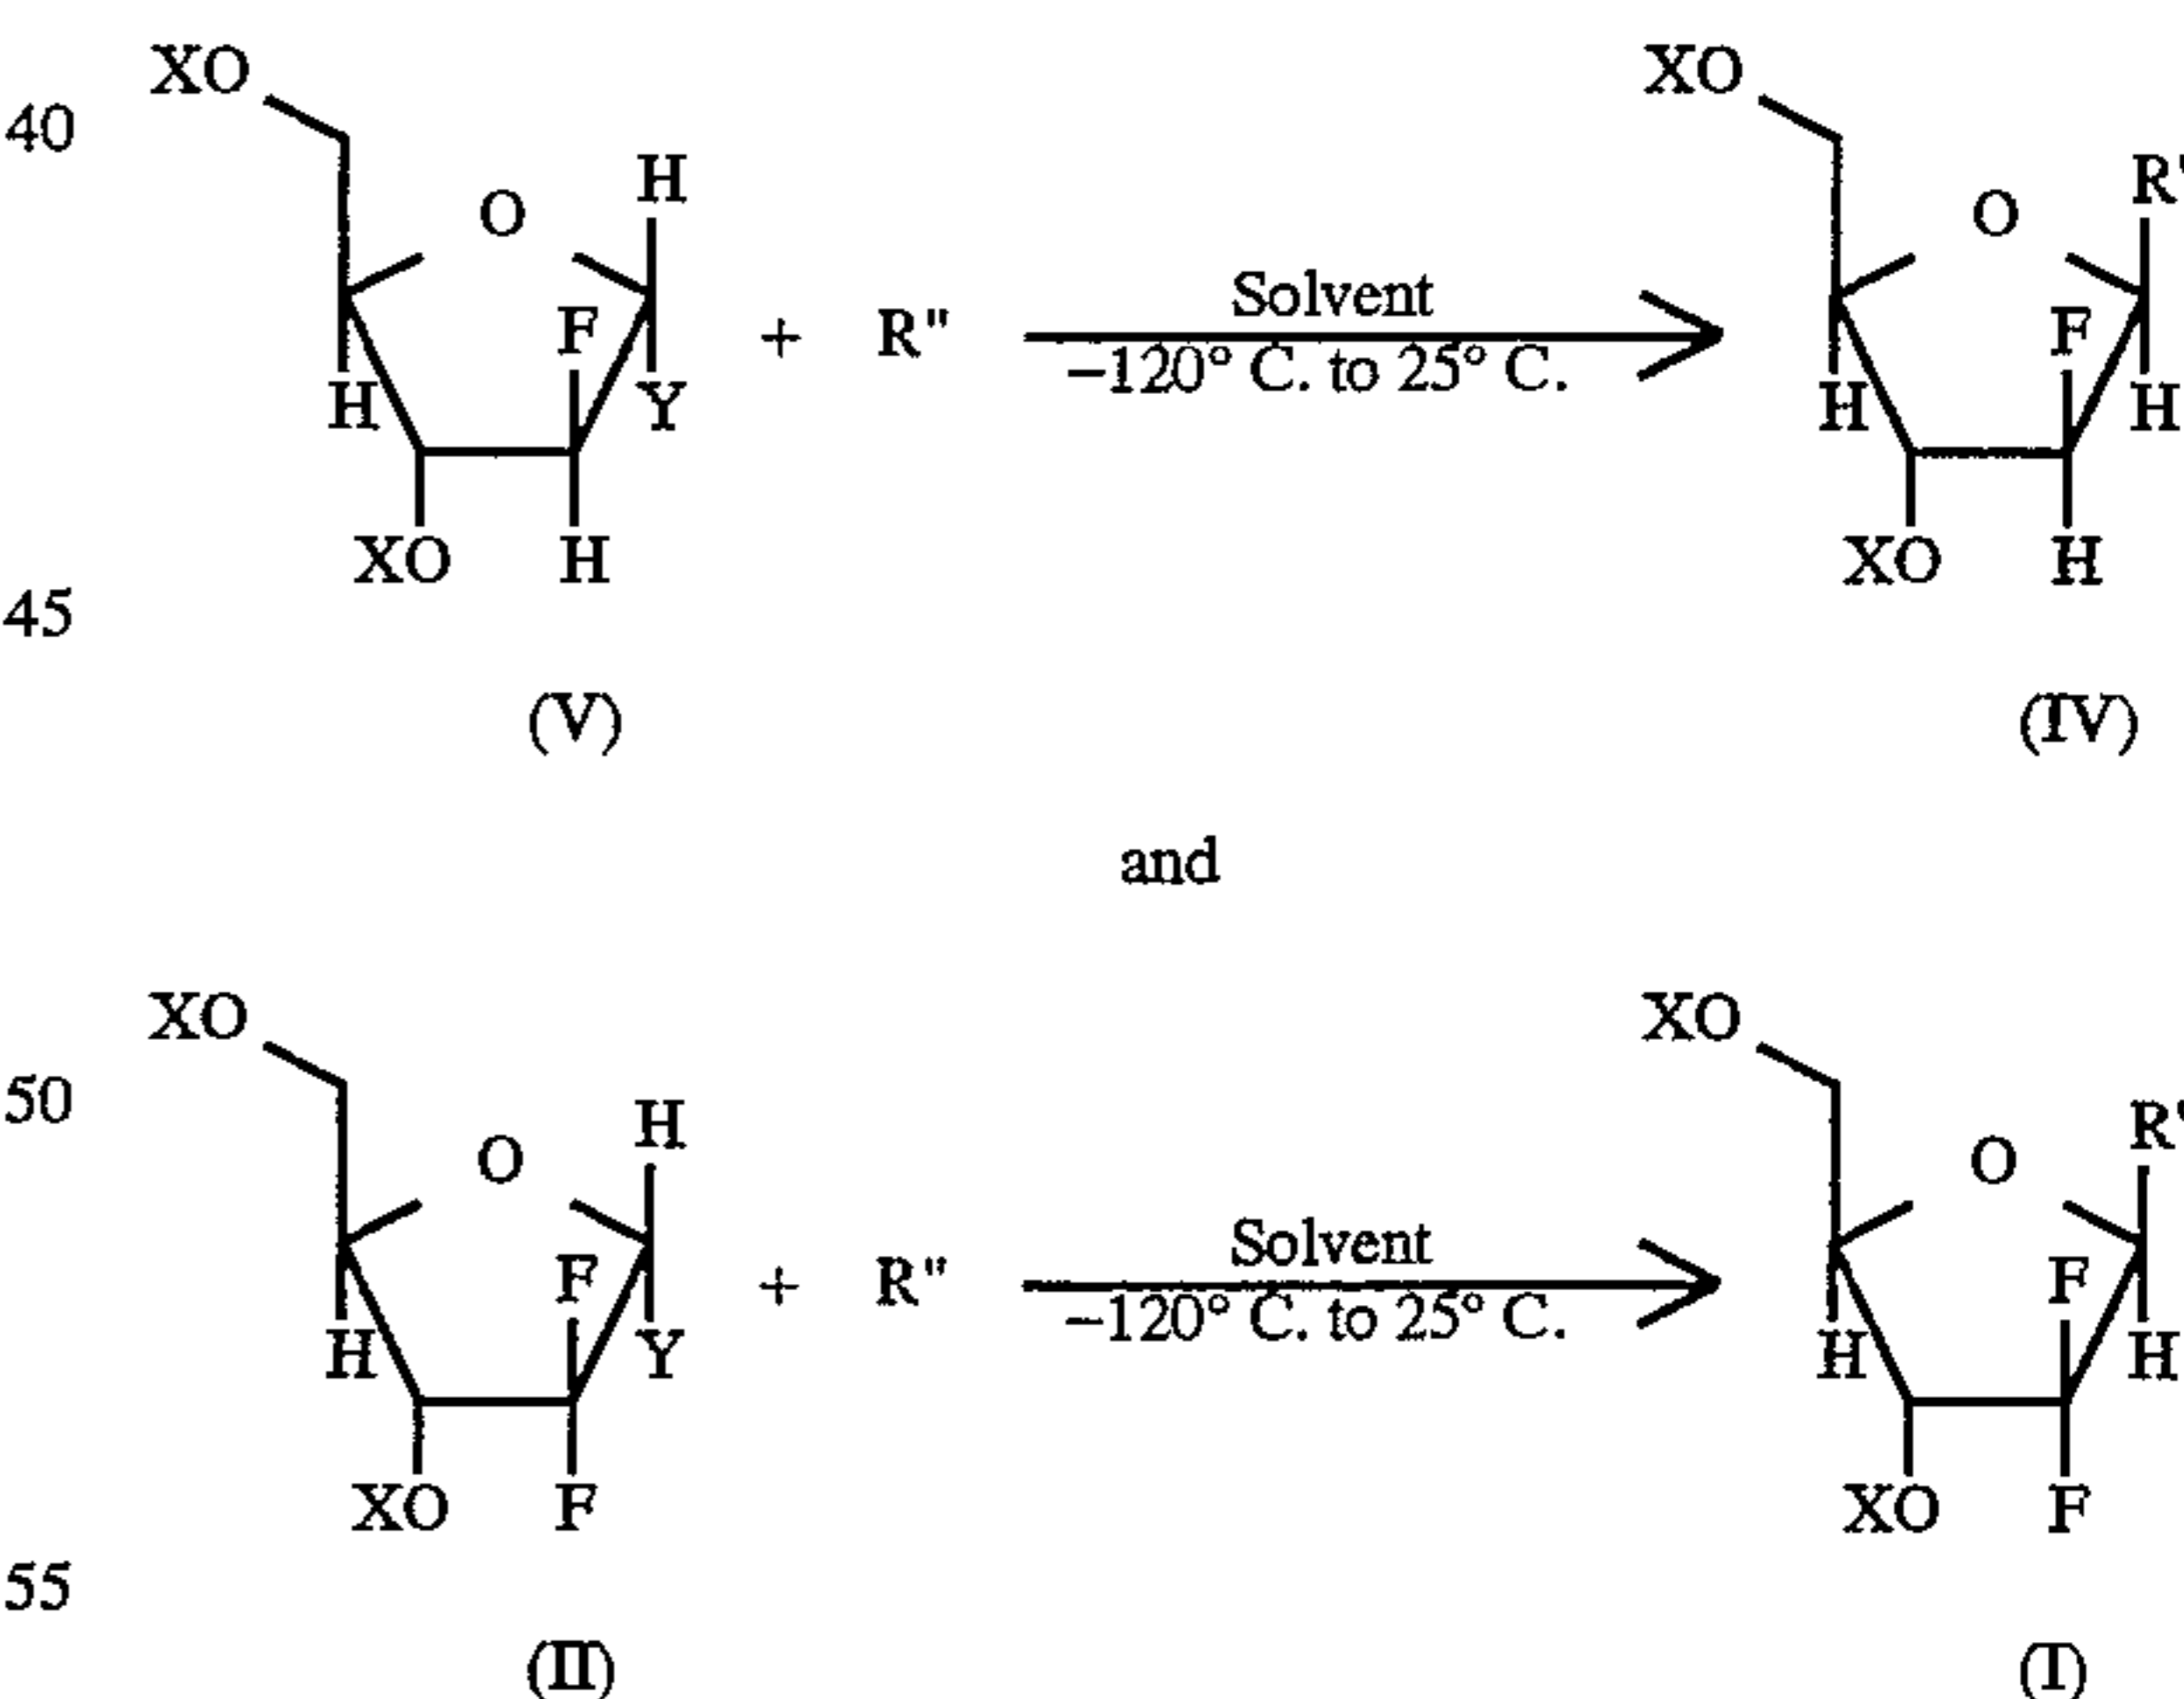 XO
40
H
O
F
H
Y
XO
H
+ R"
Solvent
−120° C. to 25° C.
XO
R"
O
F
H
H
XO
H
45
(V)
(IV)
and
XO
50
H
O
F
H
Y
XO
F
+ R"
Solvent
−120° C. to 25° C.
XO
R"
O
F
H
H
XO
F
55
(II)
(I)